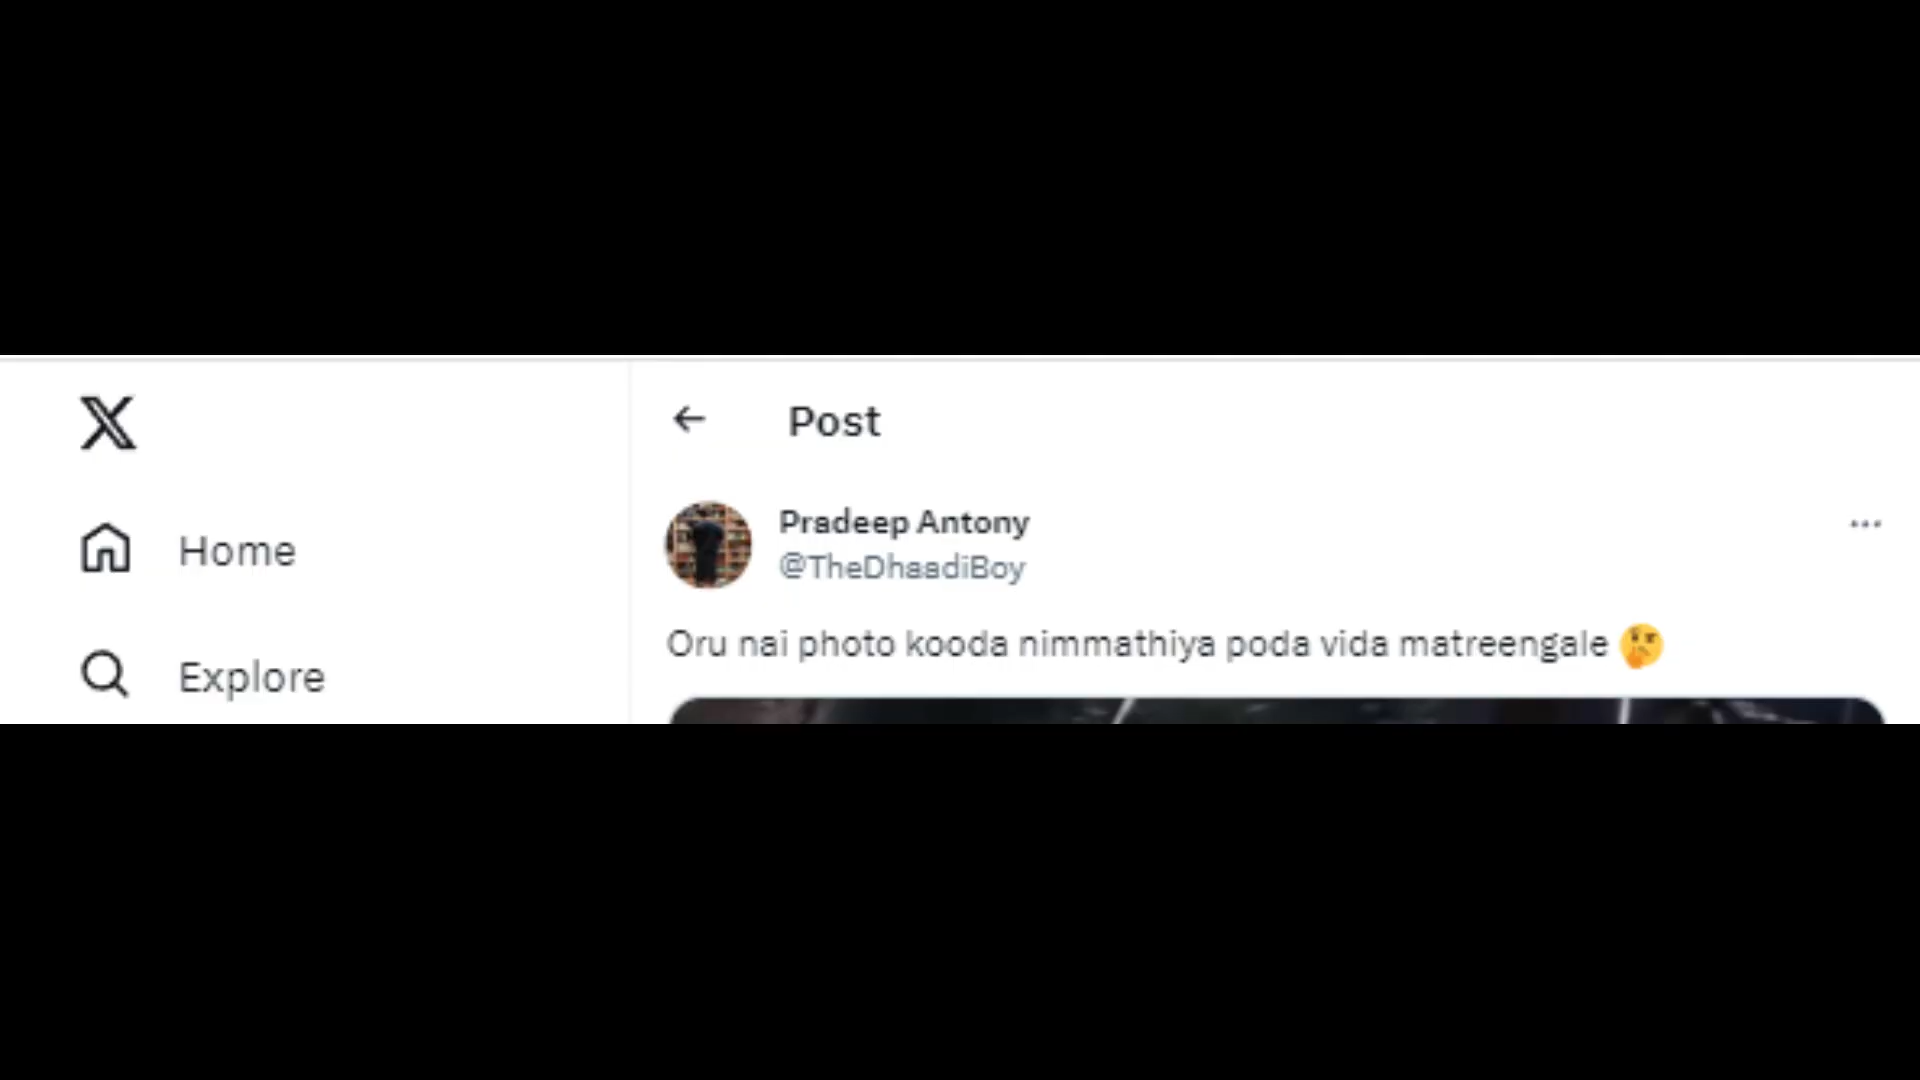 Post
Home
Explore
Pradeep Antony
@TheDhaadiBoy
Oru nai photo kooda nimmathiya poda vida matreengale 🤔